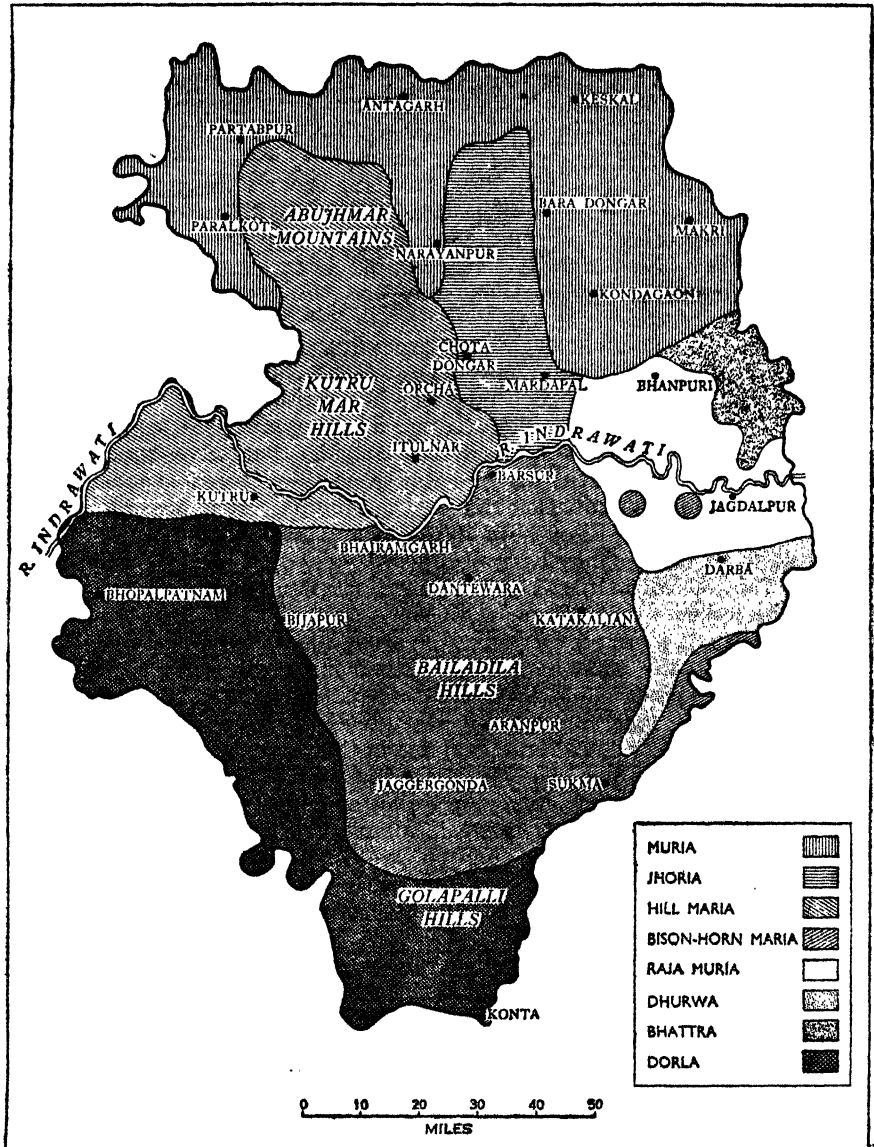 ANTAGARH
KESKAL
PARTABPUR
PARALKOT
ABUJHMAR
MOUNTAINS
BARA DONGAR
MAKRI
NARAYANPUR
KONDAGAON
CHOTA
DONGAR
KUTRU
MAR
HILLS
ORCHA
MARDAPAL
BHANPURI
ITULNAR
R. INDRAWATI
R. INDRAWATI
BARSUR
KUTRU
JAGDALPUR
BHAIRAMGARH
DARBA
DANTEWARA
BHOPALPATNAM
BIJAPUR
KATAKALIAN
BAILADILA
HILLS
ARANPUR
JAGGERGONDA
SUKMA
GOLAPALLI
HILLS
KONTA
MURIA
JHORIA
HILL MARIA
BISON-HORN MARIA
RAJA MURIA
DHURWA
BHATTRA
DORLA
0 10 20 30 40 50
MILES